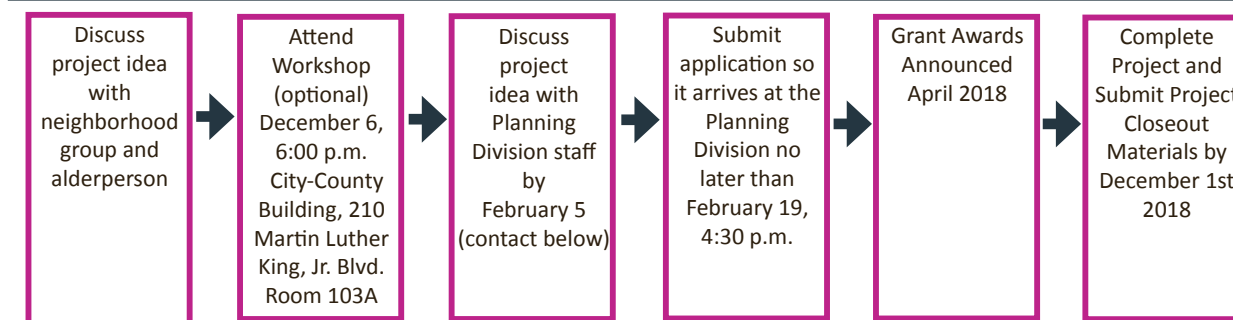 Discuss
project idea
with
neighborhood
group and
alderperson
Attend
Workshop
(optional)
December 6,
6:00 p.m.
City-County
Building, 210
Martin Luther
King, Jr. Blvd.
Room 103A
Discuss
project
idea with
Planning
Division staff
by
February 5
(contact below)
Submit
application so
it arrives at the
Planning
Division no
later than
February 19,
4:30 p.m.
Grant Awards
Announced
April 2018
Complete
Project and
Submit Project
Closeout
Materials by
December 1st
2018